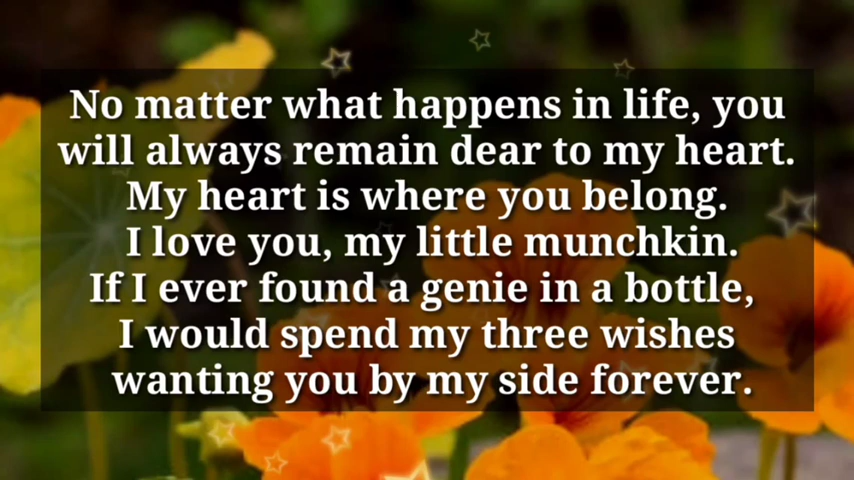 No matter what happens in life, you
will always remain dear to my heart.
My heart is where you belong.
I love you, my little munchkin.
If I ever found a genie in a bottle,
I would spend my three wishes
wanting you by my side forever.